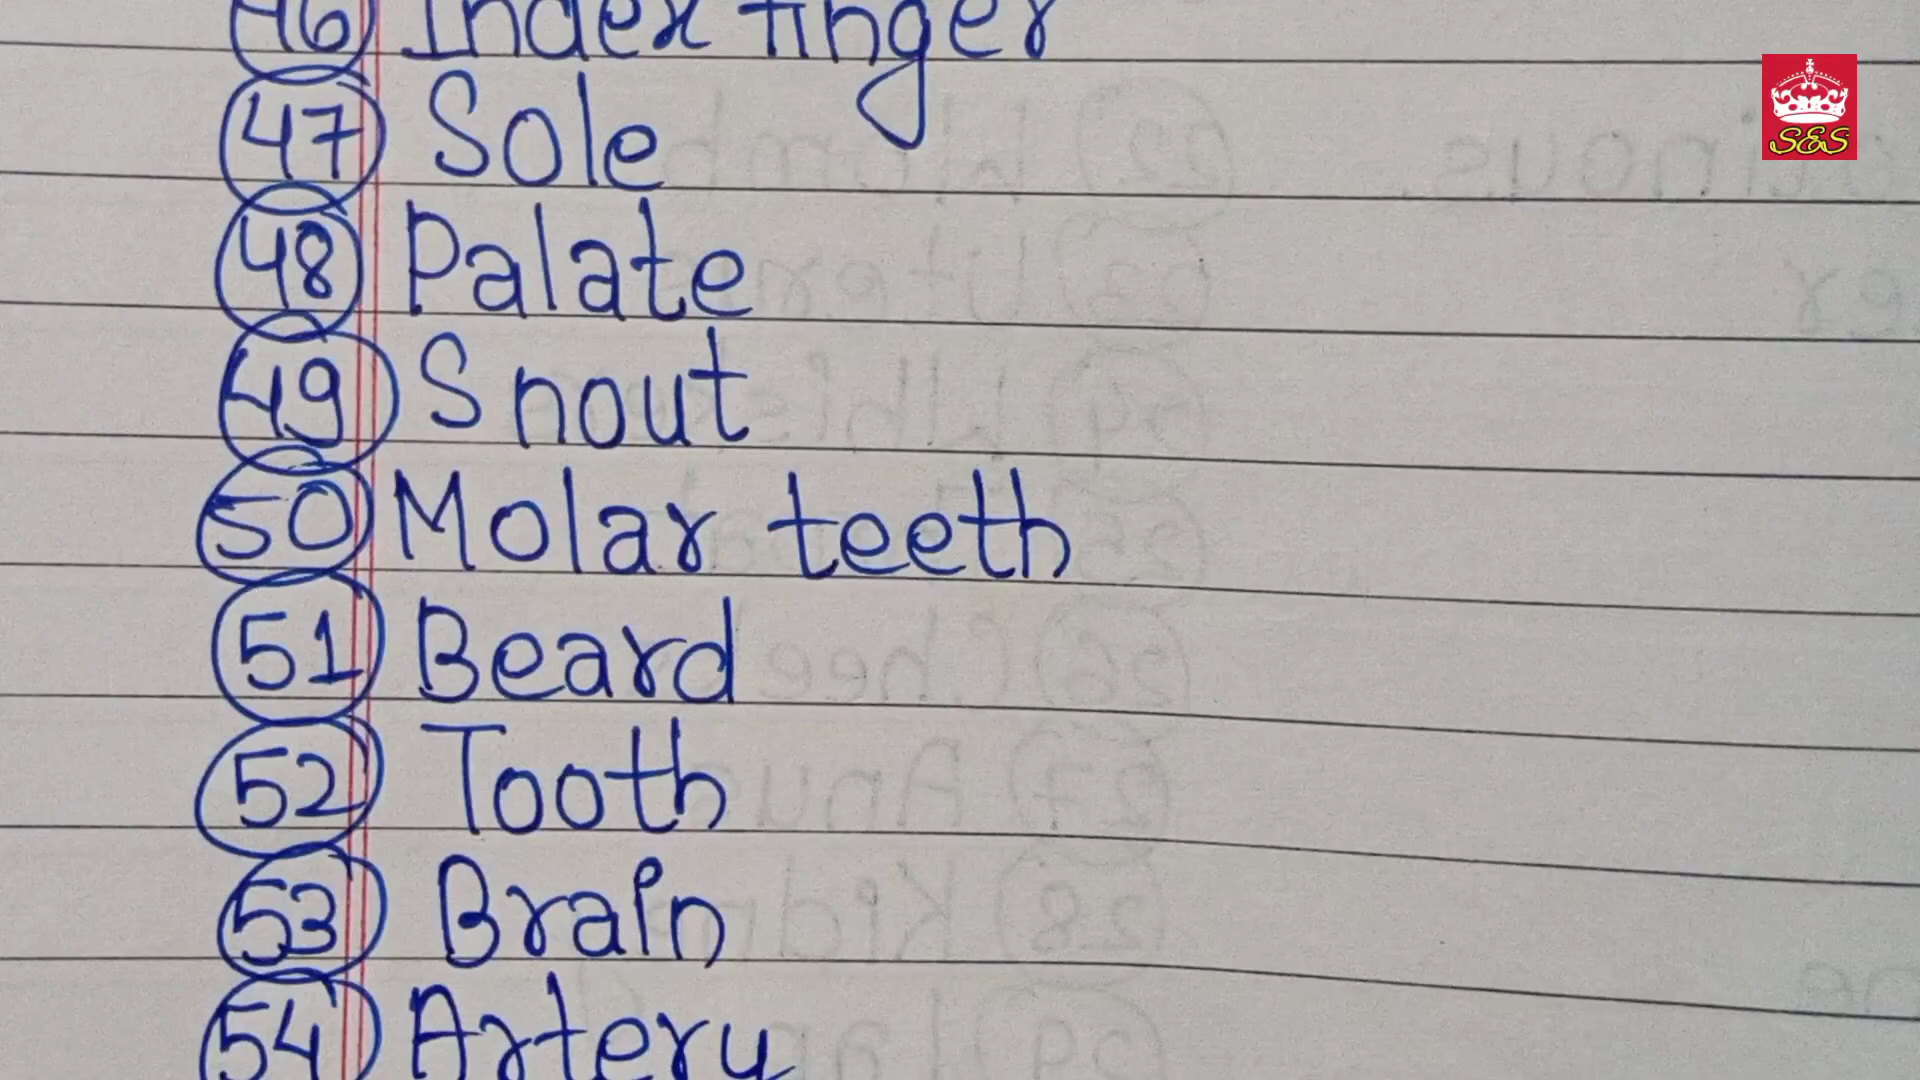 46 Index finger
47 Sole
48 Palate
49 Snout
50 Molar teeth
51 Beard
52 Tooth
53 Brain
54 Artery
S&S